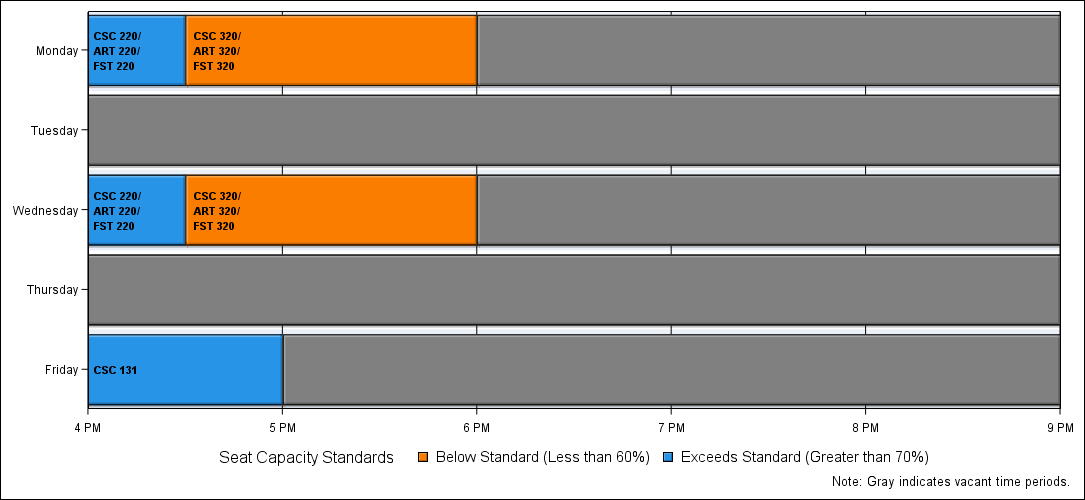 Monday
CSC 220/
ART 220/
FST 220
CSC 320/
ART 320/
FST 320
Tuesday
Wednesday
CSC 220/
ART 220/
FST 220
CSC 320/
ART 320/
FST 320
Thursday
Friday
CSC 131
4 PM 5 PM 6 PM 7 PM 8 PM 9 PM
Seat Capacity Standards Below Standard (Less than 60%) Exceeds Standard (Greater than 70%)
Note: Gray indicates vacant time periods.